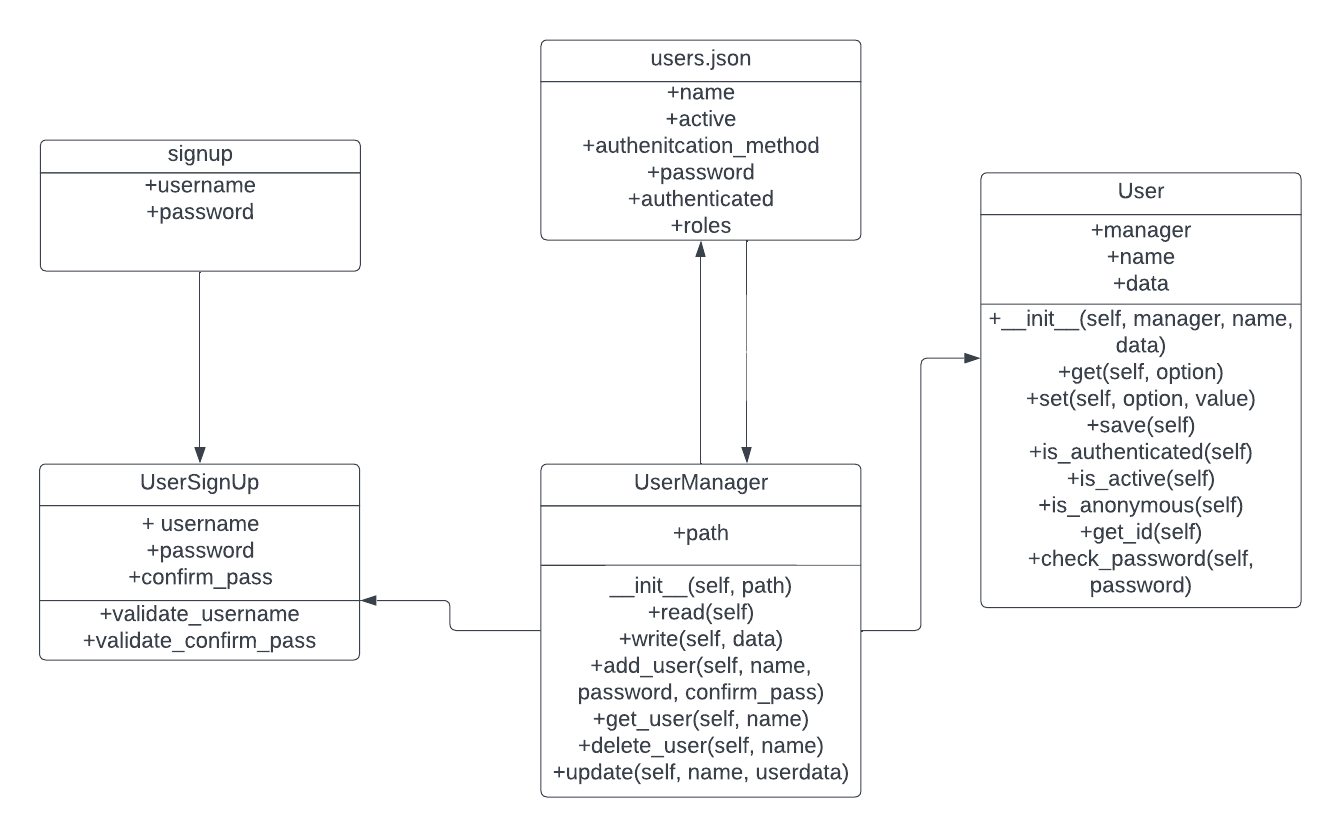 users.json
+name
+active
+authenitcation_method
+password
+authenticated
+roles
signup
+username
+password
User
+manager
+name
+data
+__init__(self, manager, name,
data)
+get(self, option)
+set(self, option, value)
+save(self)
+is_authenticated(self)
+is_active(self)
+is_anonymous(self)
+get_id(self)
+check_password(self,
password)
UserSignUp
+ username
+password
+confirm_pass
+validate_username
+validate_confirm_pass
UserManager
+path
__init__(self, path)
+read(self)
+write(self, data)
+add_user(self, name,
password, confirm_pass)
+get_user(self, name)
+delete_user(self, name)
+update(self, name, userdata)